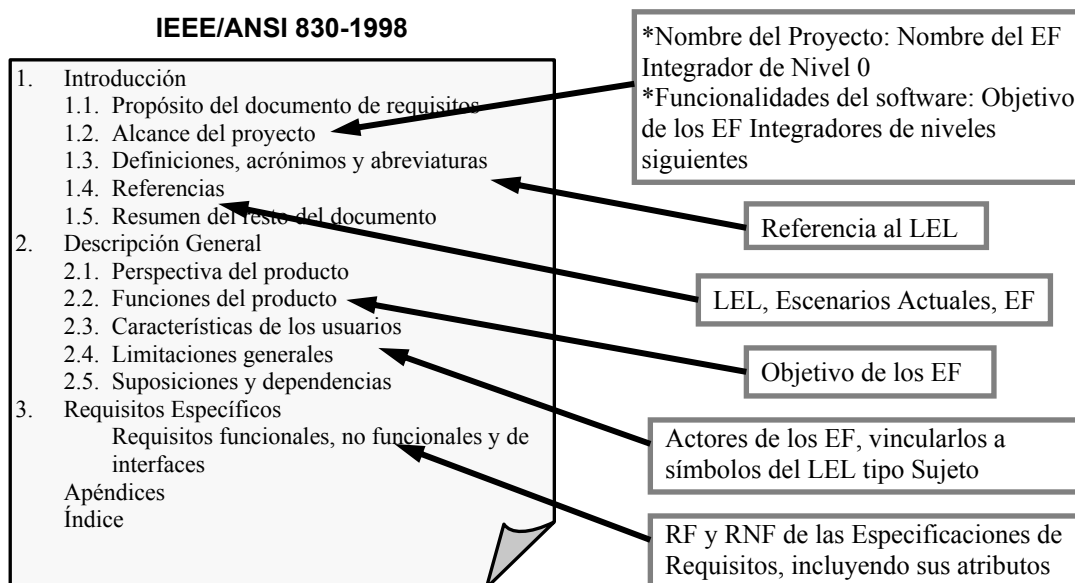 IEEE/ANSI 830-1998
1. Introducción
1.1. Propósito del documento de requisitos
1.2. Alcance del proyecto
1.3. Definiciones, acrónimos y abreviaturas
1.4. Referencias
1.5. Resumen del resto del documento
2. Descripción General
2.1. Perspectiva del producto
2.2. Funciones del producto
2.3. Características de los usuarios
2.4. Limitaciones generales
2.5. Suposiciones y dependencias
3. Requisitos Específicos
Requisitos funcionales, no funcionales y de
interfaces
Apéndices
Índice
*Nombre del Proyecto: Nombre del EF
Integrador de Nivel 0
*Funcionalidades del software: Objetivo
de los EF Integradores de niveles
siguientes
Referencia al LEL
LEL, Escenarios Actuales, EF
Objetivo de los EF
Actores de los EF, vincularlos a
símbolos del LEL tipo Sujeto
RF y RNF de las Especificaciones de
Requisitos, incluyendo sus atributos